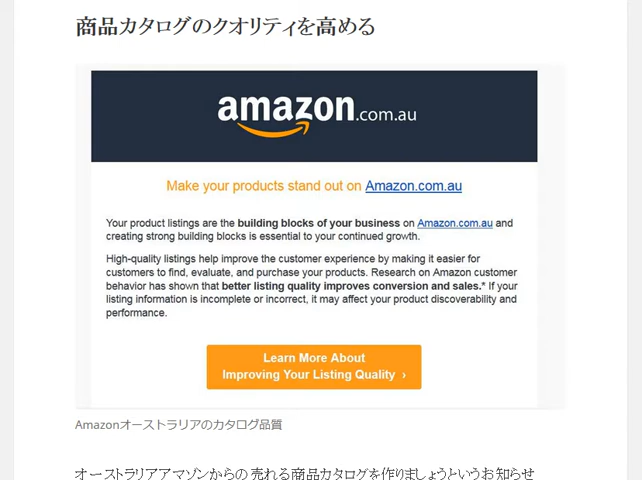 商品カタログのクオリティを高める
amazon.com.au
Make your products stand out on Amazon.com.au
Your product listings are the building blocks of your business on Amazon.com.au and
creating strong building blocks is essential to your continued growth.
High-quality listings help improve the customer experience by making it easier for
customers to find, evaluate, and purchase your products. Research on Amazon customer
behavior has shown that better listing quality improves conversion and sales.* If your
listing information is incomplete or incorrect, it may affect your product discoverability and
performance.
Learn More About
Improving Your Listing Quality ›
Amazonオーストラリアのカタログ品質
オーストラリアアマゾンからの売れる商品カタログを作りましょうというお知らせ